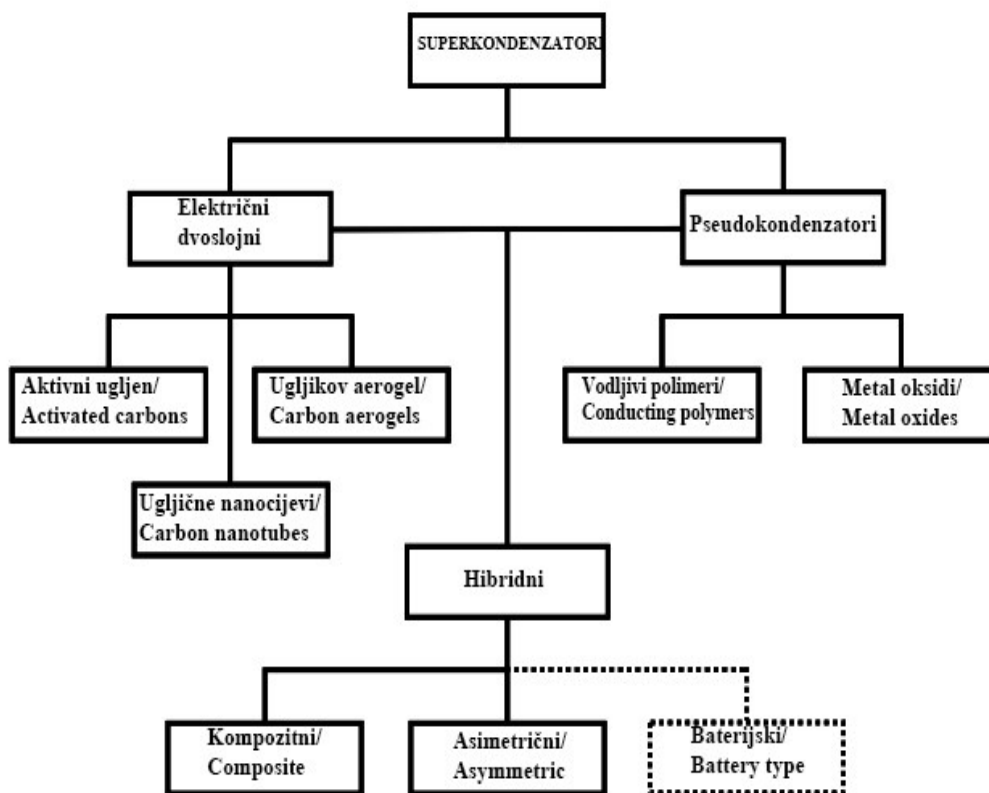 SUPERKONDENZATORI
Električni
dvoslojni
Pseudokondenzatori
Aktivni ugljen/
Activated carbons
Ugljikov aerogel/
Carbon aerogels
Vodljivi polimeri/
Conducting polymers
Metal oksidi/
Metal oxides
Ugljične nanocijevi/
Carbon nanotubes
Hibridni
Kompozitni/
Composite
Asimetrični/
Asymmetric
Baterijski/
Battery type